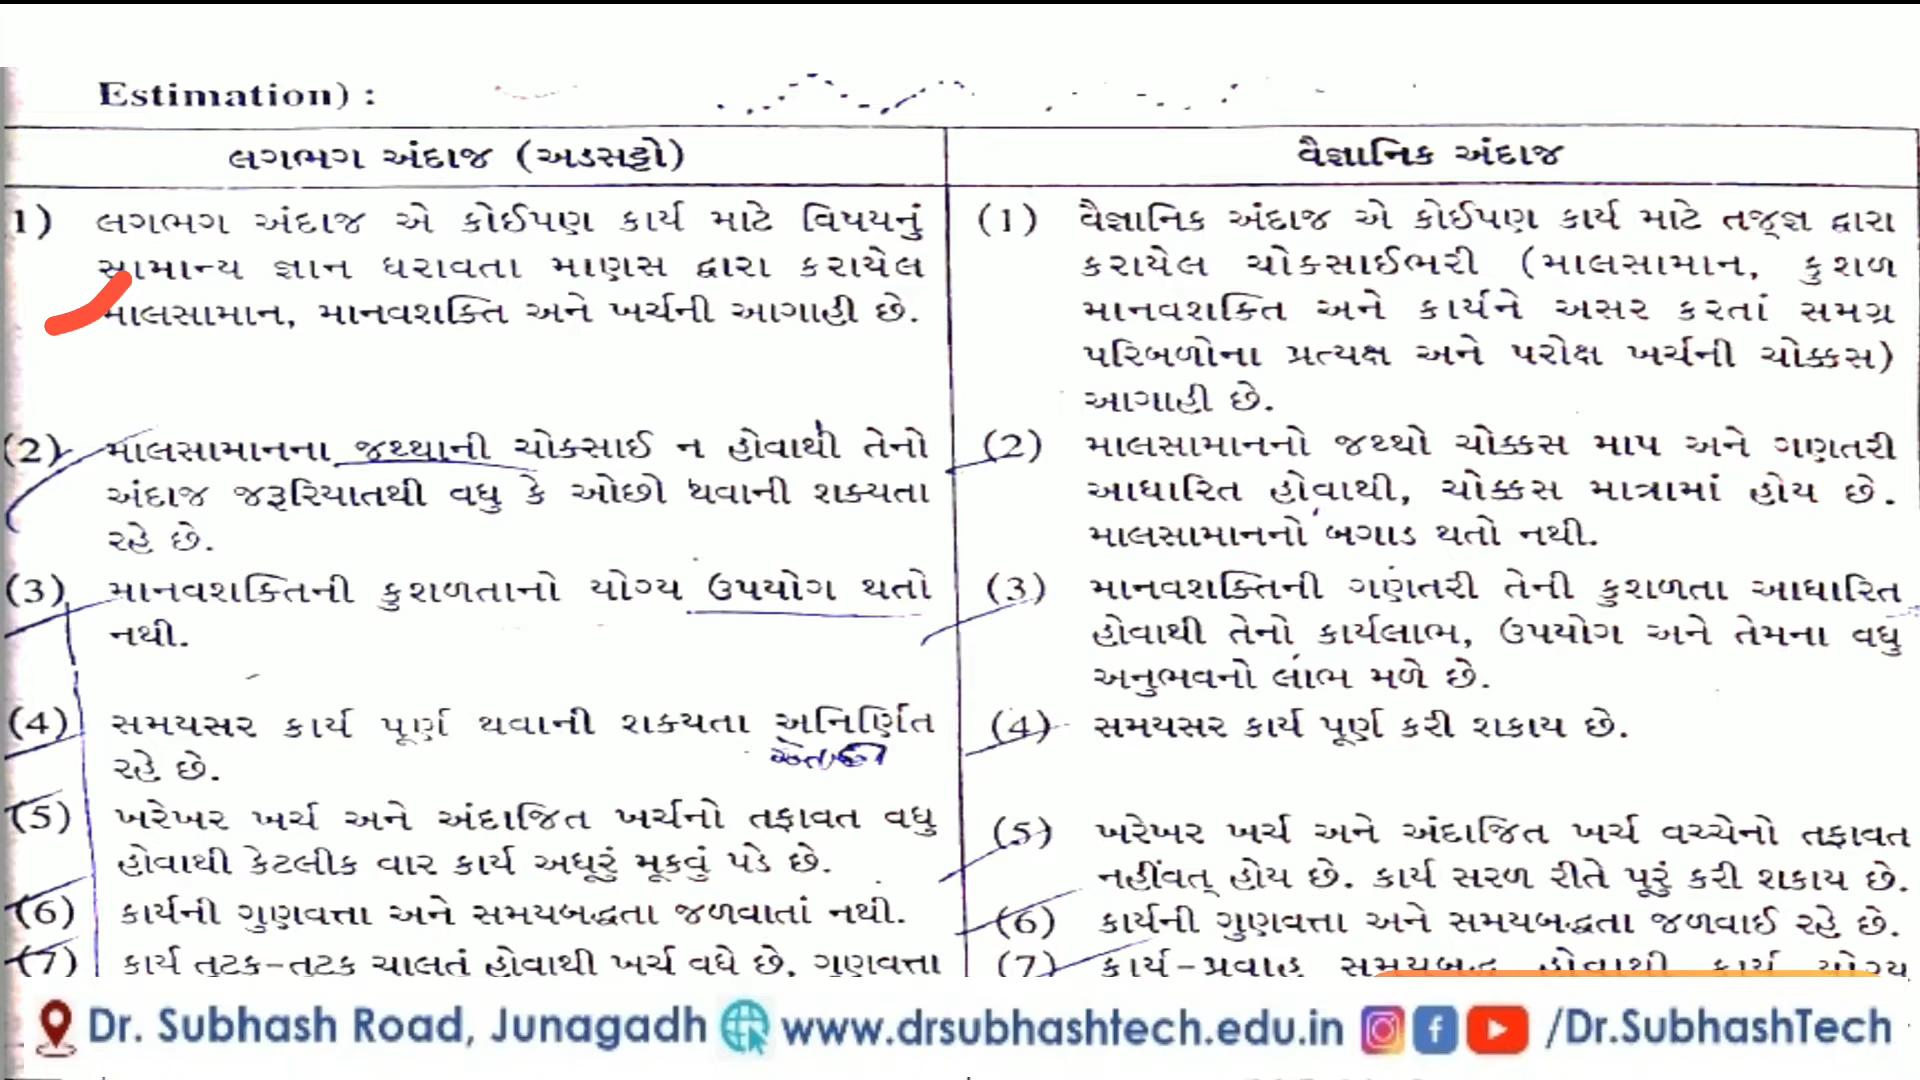 Estimation) :
લગભગ અંદાજ (અડસટ્ટો)
1) લગભગ અંદાજ એ કોઈપણ કાર્ય માટે વિષયનું
સામાન્ય જ્ઞાન ધરાવતા માણસ દ્વારા કરાયેલ
માલસામાન, માનવશક્તિ અને ખર્ચની આગાહી છે.
(2) માલસામાનના જથ્થાની ચોક્સાઈ ન હોવાથી તેનો
અંદાજ જરૂરિયાતથી વધુ કે ઓછો થવાની શક્યતા
રહે છે.
(3) માનવશક્તિની કુશળતાનો યોગ્ય ઉપયોગ થતો
નથી.
(4) સમયસર કાર્ય પૂર્ણ થવાની શક્યતા અનિર્ણિત
રહે છે.
(5) ખરેખર ખર્ચ અને અંદાજિત ખર્ચનો તફાવત વધુ
હોવાથી કેટલીક વાર કાર્ય અધૂરું મૂકવું પડે છે.
(6) કાર્યની ગુણવત્તા અને સમયબદ્ધતા જળવાતાં નથી.
(7) કાર્ય તટક-તટક ચાલતં હોવાથી ખર્ચ વધે છે. ગુણવત્તા
વૈજ્ઞાનિક અંદાજ
(1) વૈજ્ઞાનિક અંદાજ એ કોઈપણ કાર્ય માટે તજ્જ્ઞ દ્વારા
કરાયેલ ચોકસાઈભરી (માલસામાન, કુશળ
માનવશક્તિ અને કાર્યને અસર કરતાં સમગ્ર
પરિબળોના પ્રત્યક્ષ અને પરોક્ષ ખર્ચની ચોક્કસ)
આગાહી છે.
(2) માલસામાનનો જથ્થો ચોક્કસ માપ અને ગણતરી
આધારિત હોવાથી, ચોક્કસ માત્રામાં હોય છે.
માલસામાનનો બગાડ થતો નથી.
(3) માનવશક્તિની ગણતરી તેની કુશળતા આધારિત
હોવાથી તેનો કાર્યલાભ, ઉપયોગ અને તેમના વધુ
અનુભવનો લાભ મળે છે.
(4) સમયસર કાર્ય પૂર્ણ કરી શકાય છે.
(5) ખરેખર ખર્ચ અને અંદાજિત ખર્ચ વચ્ચેનો તફાવત
નહીંવત્ હોય છે. કાર્ય સરળ રીતે પૂરું કરી શકાય છે.
(6) કાર્યની ગુણવત્તા અને સમયબદ્ધતા જળવાઈ રહે છે.
(7) કાર્ય-પ્રવાહ સમયબદ્ધ હોવાથી કાર્ય યોગ્ય
Dr. Subhash Road, Junagadh www.drsubhashtech.edu.in /Dr.SubhashTech